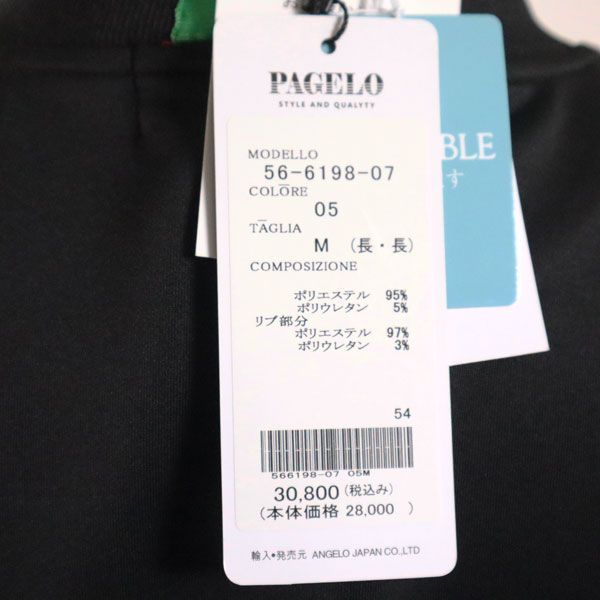 PAGELO
STYLE AND QUALYTY
MODELLO
56-6198-07
COLORE
05
TAGLIA
M (長・長)
COMPOSIZIONE
ポリエステル 95%
ポリウレタン 5%
リブ部分
ポリエステル 97%
ポリウレタン 3%
54
566198-07 05M
30,800(税込み)
(本体価格 28,000)
輸入・発売元 ANGELO JAPAN CO.,LTD
BLE
ます